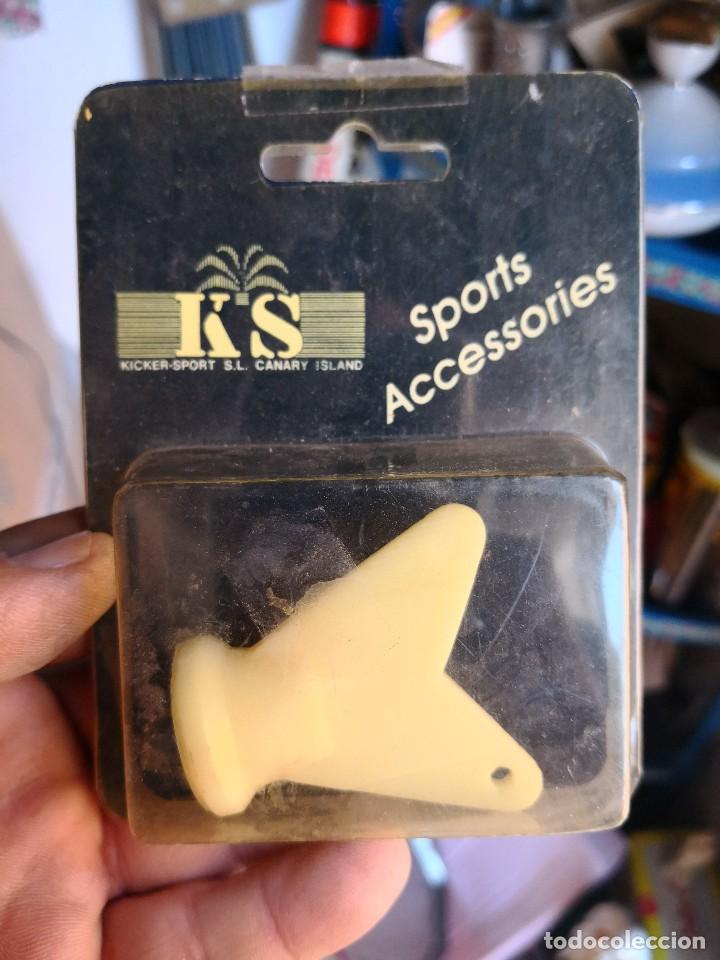 KS
KICKER-SPORT S.L. CANARY ISLAND
Sports
Accessories
todocoleccion